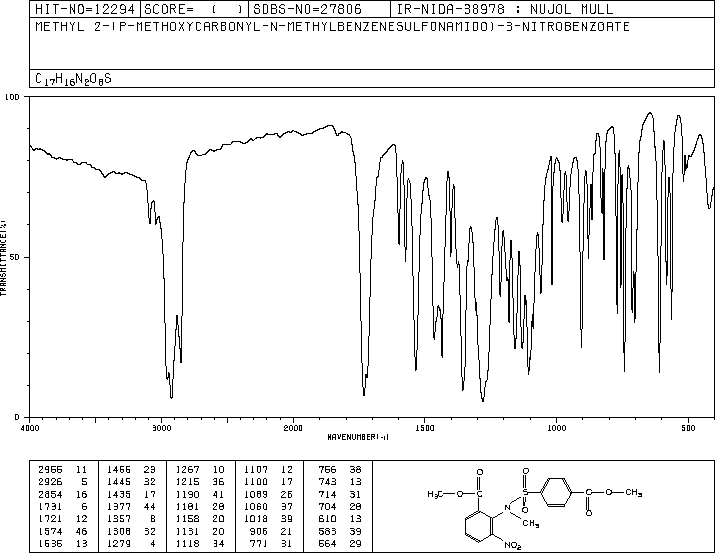 HIT-NO=12294 SCORE= ( ) SDBS-NO=27806 IR-NIDA-38978 : NUJOL MULL
METHYL 2-(P-METHOXYCARBONYL-N-METHYLBENZENESULFONAMIDO)-3-NITROBENZOATE
C17H16N2O8S
100
TRANSMITTANCE(%)
50
0
4000 3000 2000 1500 1000 500
WAVENUMBER(-1)
2955 11 1466 23 1267 10 1107 12 756 38
2926 5 1445 32 1215 36 1100 17 743 13
2854 16 1435 17 1190 41 1089 26 714 31
1731 6 1377 44 1181 28 1060 37 704 28
1721 12 1357 8 1158 20 1018 39 610 13
1574 46 1308 32 1131 20 906 21 583 39
1535 13 1279 4 1118 34 771 31 564 29
O
H3C O C
O
S
O
N
CH3
NO2
O
C O CH3